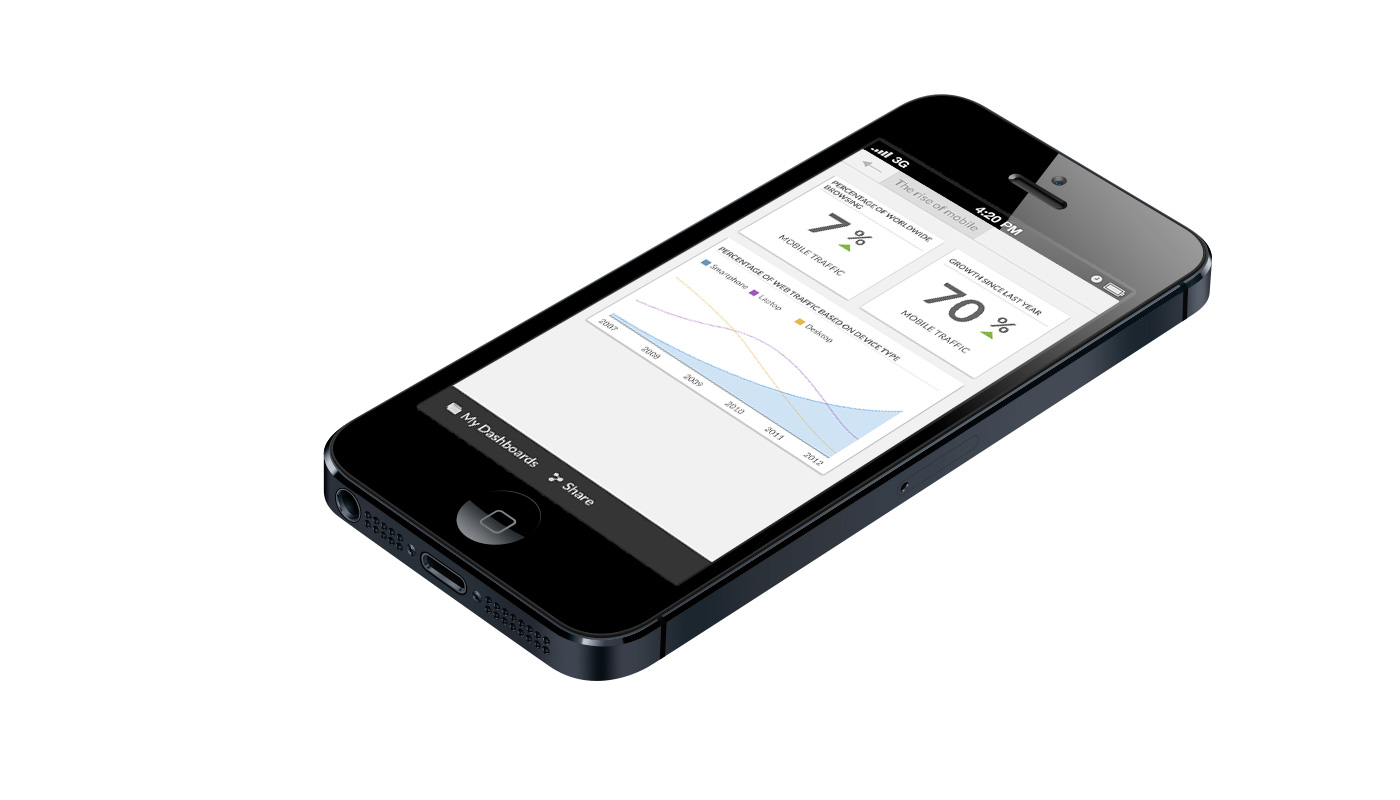 3G
4:20 PM
The rise of mobile
PERCENTAGE OF WORLDWIDE
BROWSING
7 %
MOBILE TRAFFIC
GROWTH SINCE LAST YEAR
70 %
MOBILE TRAFFIC
PERCENTAGE OF WEB TRAFFIC BASED ON DEVICE TYPE
Smartphone Laptop Desktop
2007 2008 2009 2010 2011 2012
My Dashboards Share